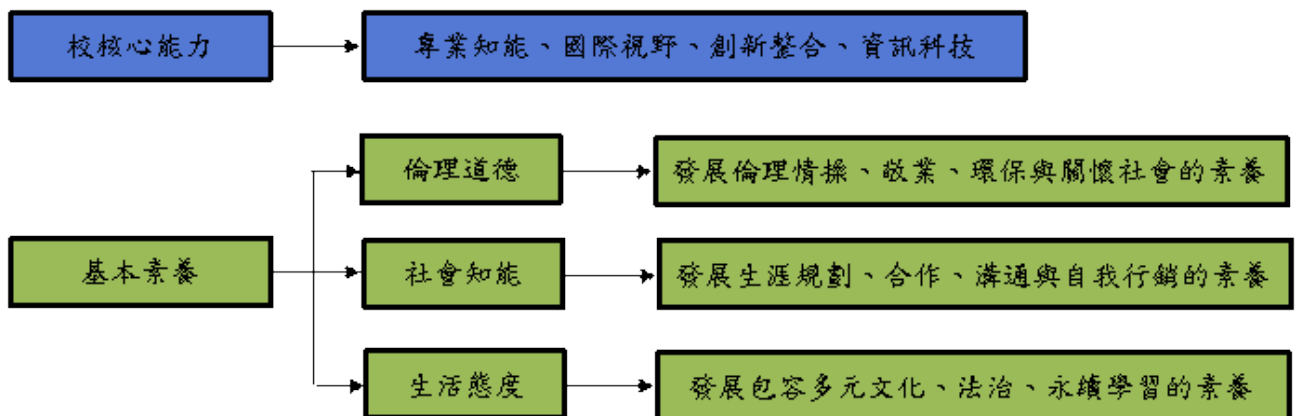 校核心能力
專業知能、國際視野、創新整合、資訊科技
倫理道德
發展倫理情操、敬業、環保與關懷社會的素養
基本素養
社會知能
發展生涯規劃、合作、溝通與自我行銷的素養
生活態度
發展包容多元文化、法治、永續學習的素養